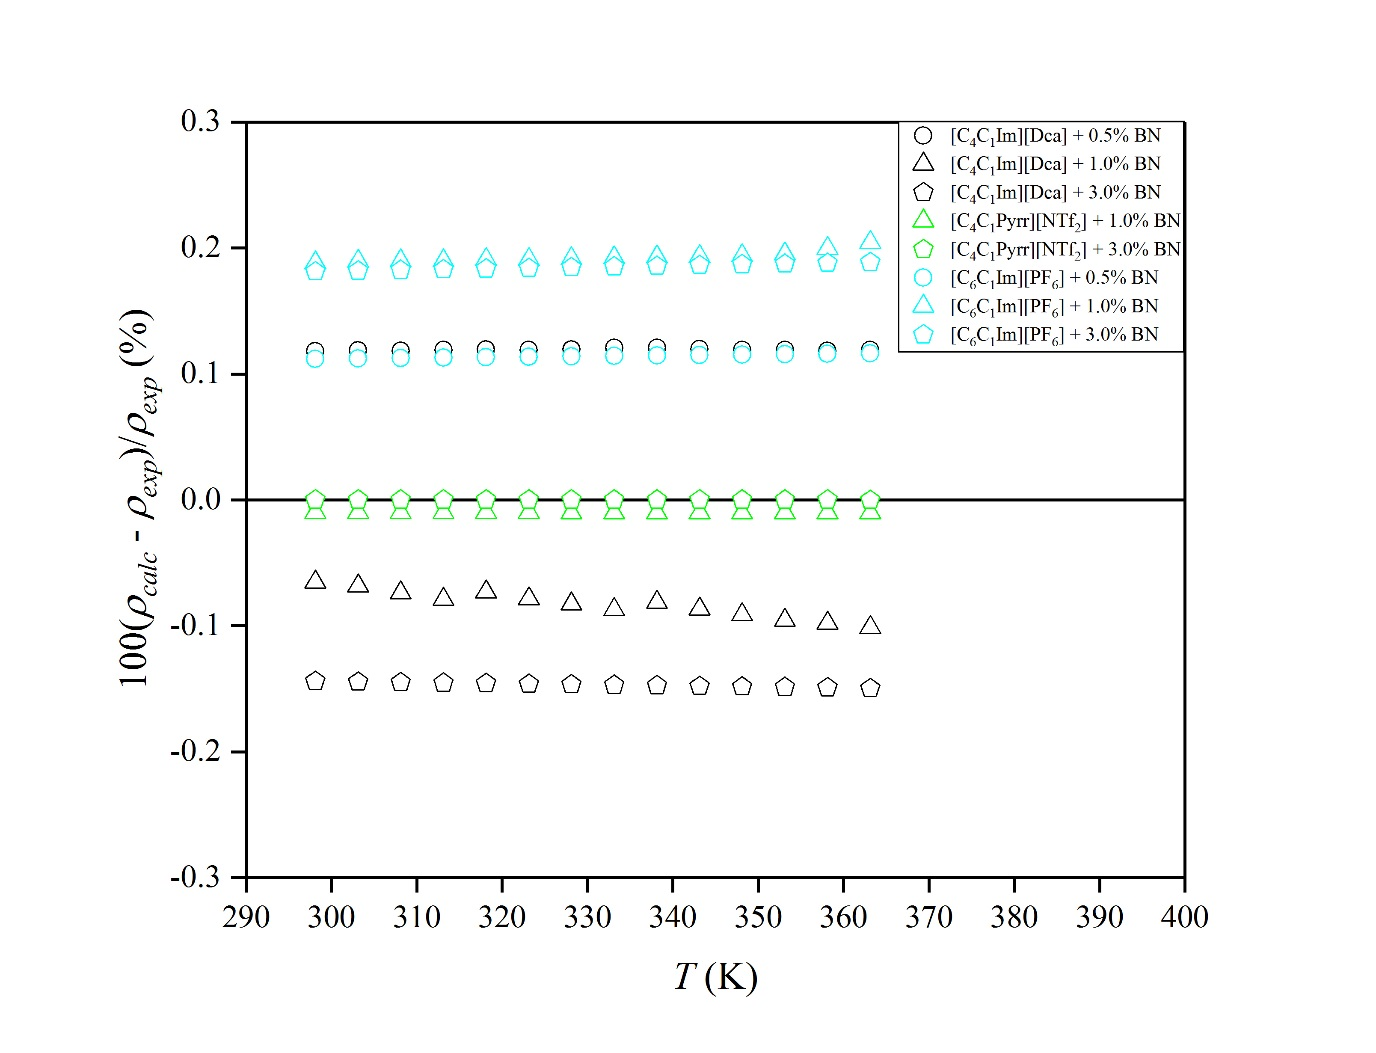 100(ρcalc - ρexp)/ρexp (%)
0.3
0.2
0.1
0.0
-0.1
-0.2
-0.3
[C4C1Im][Dca] + 0.5% BN
[C4C1Im][Dca] + 1.0% BN
[C4C1Im][Dca] + 3.0% BN
[C4C1Pyrr][NTf2] + 1.0% BN
[C4C1Pyrr][NTf2] + 3.0% BN
[C6C1Im][PF6] + 0.5% BN
[C6C1Im][PF6] + 1.0% BN
[C6C1Im][PF6] + 3.0% BN
290 300 310 320 330 340 350 360 370 380 390 400
T (K)